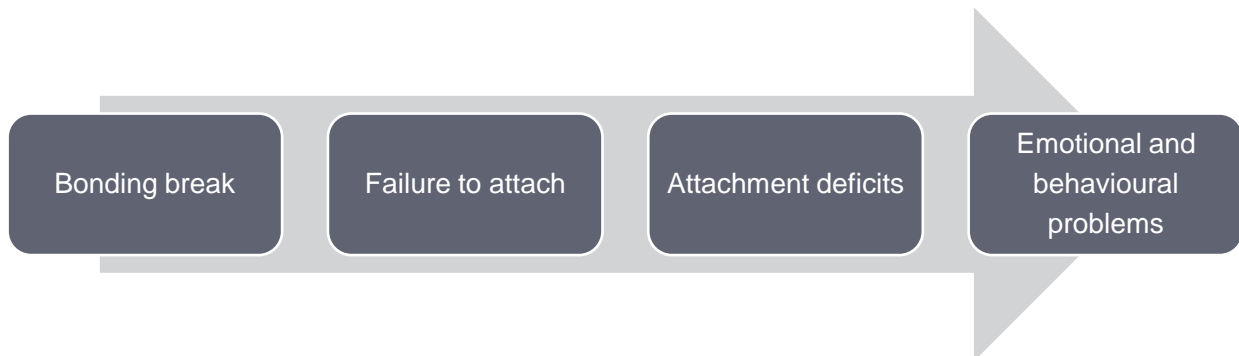 Bonding break
Failure to attach
Attachment deficits
Emotional and
behavioural
problems